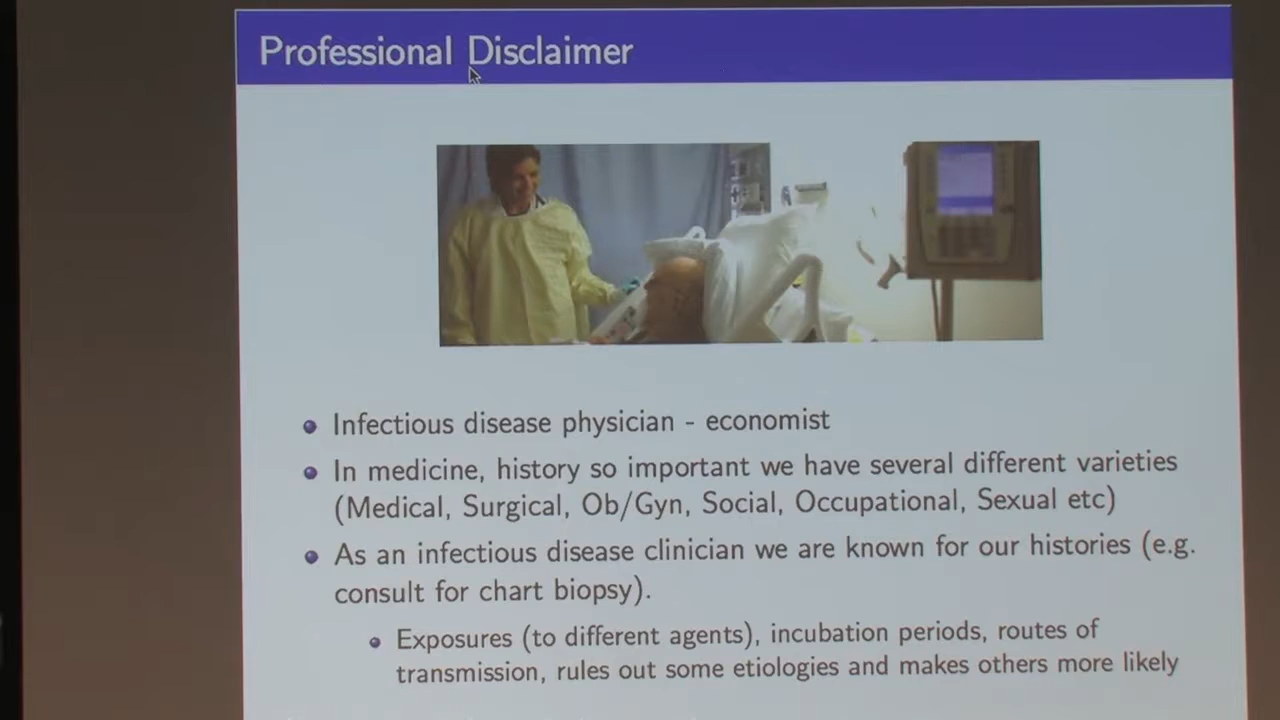 Professional Disclaimer
Infectious disease physician - economist
In medicine, history so important we have several different varieties
(Medical, Surgical, Ob/Gyn, Social, Occupational, Sexual etc)
As an infectious disease clinician we are known for our histories (e.g.
consult for chart biopsy).
Exposures (to different agents), incubation periods, routes of
transmission, rules out some etiologies and makes others more likely